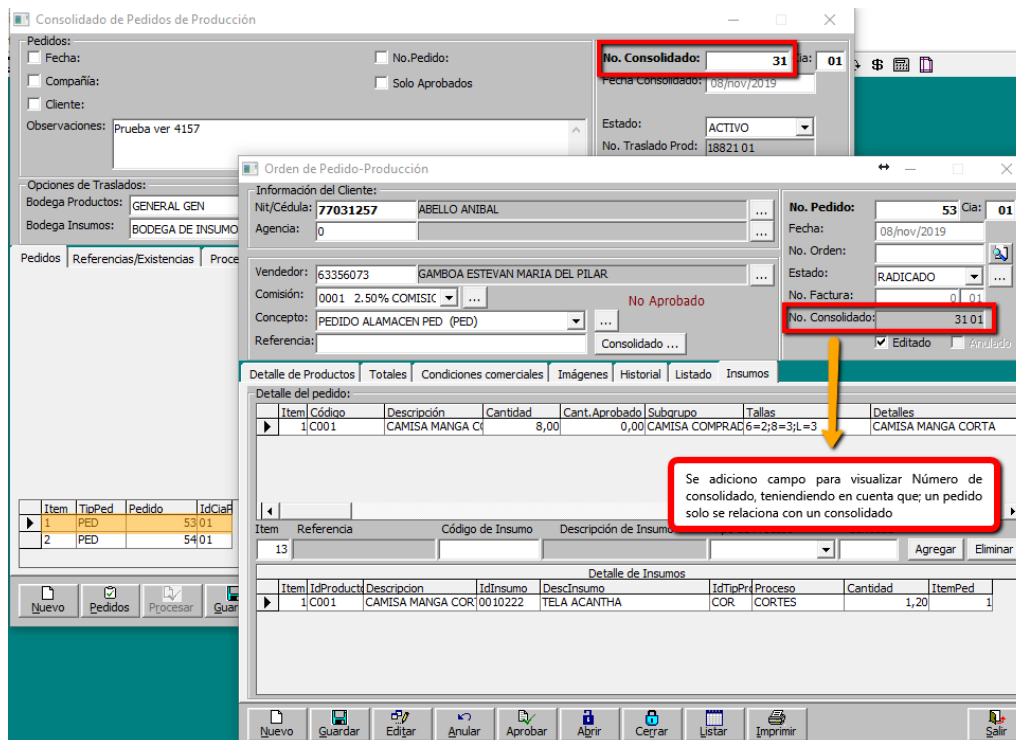 Consolidado de Pedidos de Producción
Pedidos:
Fecha:
No.Pedido:
Compañía:
Solo Aprobados
Cliente:
Observaciones: Prueba ver 4157
No. Consolidado: 31 Cia: 01
Fecha Consolidado: 08/nov/2019
Estado: ACTIVO
No. Traslado Prod: 18821 01
Opciones de Traslados:
Bodega Productos: GENERAL GEN
Bodega Insumos: BODEGA DE INSUMO
Pedidos Referencias/Existencias Proce
Item TipPed Pedido IdCiaP
1 PED 53 01
2 PED 54 01
Nuevo Pedidos Procesar Guar
Orden de Pedido-Producción
Información del Cliente:
Nit/Cédula: 77031257 ABELLO ANIBAL ...
Agencia: 0 ...
Vendedor: 63356073 GAMBOA ESTEVAN MARIA DEL PILAR ...
Comisión: 0001 2.50% COMISIC ... No Aprobado
Concepto: PEDIDO ALAMACEN PED (PED) ...
Referencia: Consolidado ...
No. Pedido: 53 Cia: 01
Fecha: 08/nov/2019
No. Orden:
Estado: RADICADO ...
No. Factura: 0 01
No. Consolidado: 31 01
Editado Anulado
Detalle de Productos Totales Condiciones comerciales Imágenes Historial Listado Insumos
Detalle del pedido:
Item Código Descripción Cantidad Cant.Aprobado Subgrupo Tallas Detalles
1 C001 CAMISA MANGA CO 8,00 0,00 CAMISA COMPRAD 6=2;8=3;L=3 CAMISA MANGA CORTA
Se adiciono campo para visualizar Número de
consolidado, teniendiendo en cuenta que; un pedido
solo se relaciona con un consolidado
Item Referencia Código de Insumo Descripción de Insumo
13 Agregar Eliminar
Detalle de Insumos
Item IdProducto Descripcion IdInsumo DescInsumo IdTipPro Proceso Cantidad ItemPed
1 C001 CAMISA MANGA COR 0010222 TELA ACANTHA COR CORTES 1,20 1
Nuevo Guardar Editar Anular Aprobar Abrir Cerrar Listar Imprimir Salir